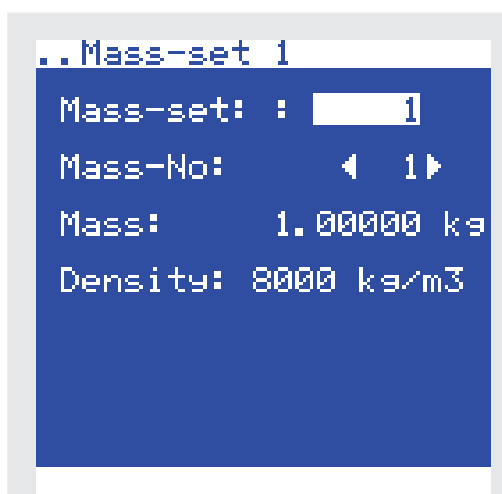 ..Mass-set 1
Mass-set: : 1
Mass-No: ◀ 1▶
Mass: 1.00000 kg
Density: 8000 kg/m3